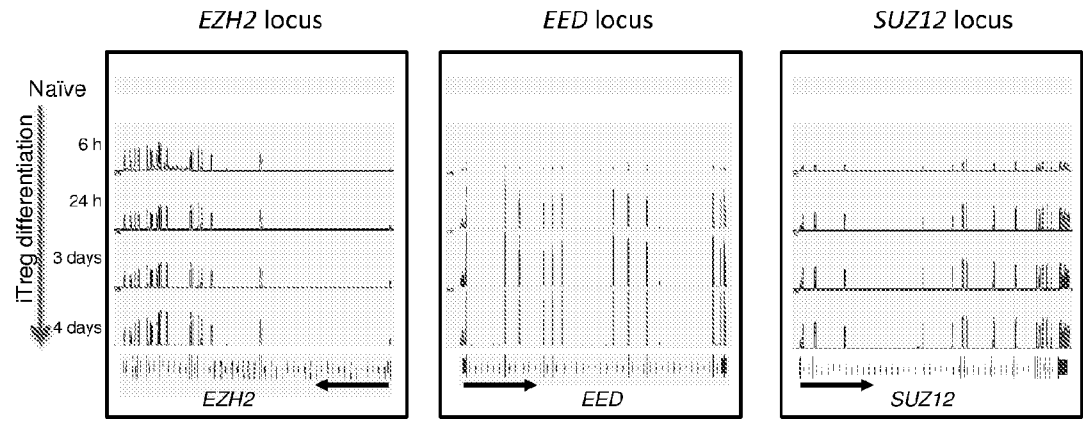 EZH2 locus
EED locus
SUZ12 locus
Naïve
iTreg differentiation
6 h
24 h
3 days
4 days
EZH2
EED
SUZ12